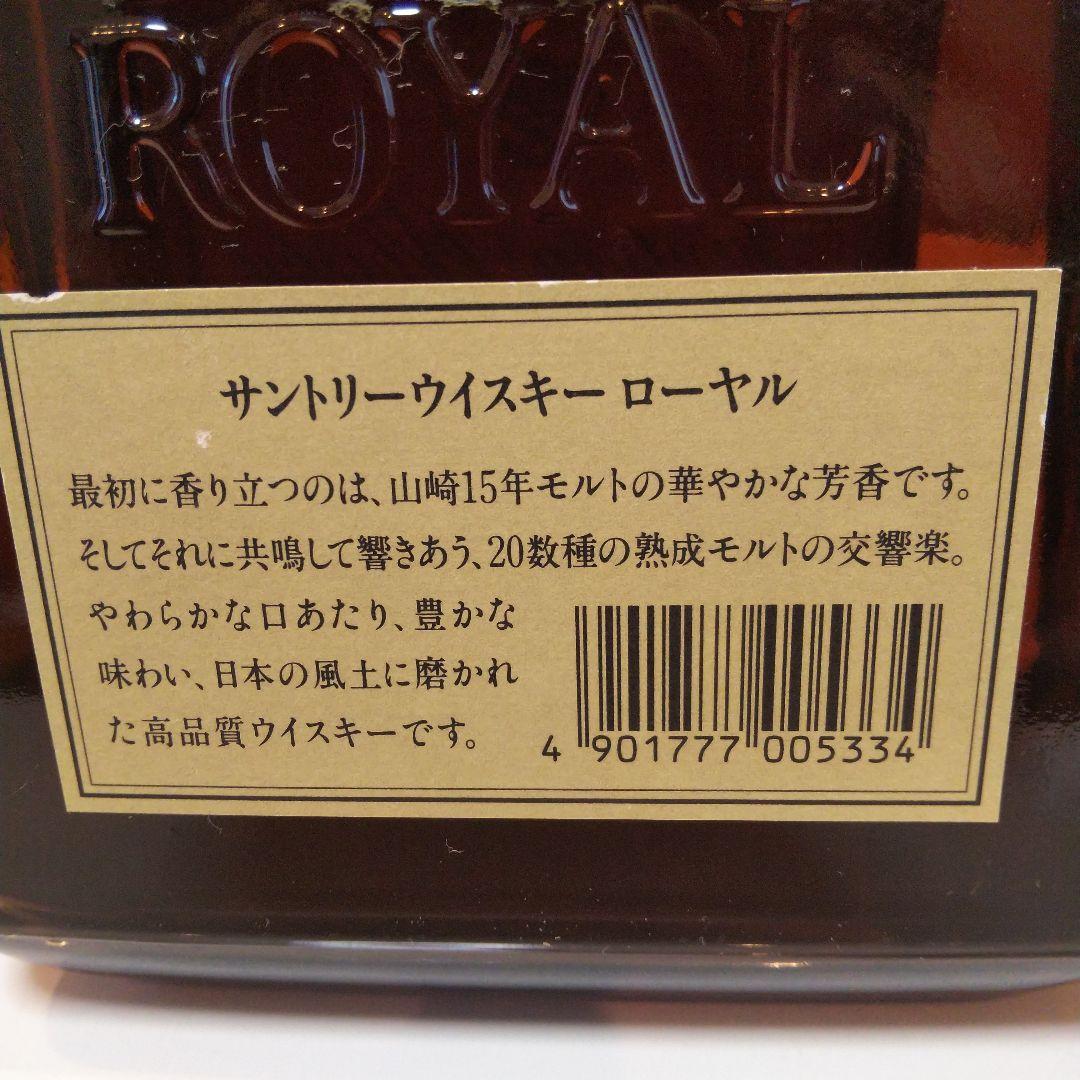 ROYAL
サントリーウイスキー ローヤル
最初に香り立つのは、山崎15年モルトの華やかな芳香です。
そしてそれに共鳴して響きあう、20数種の熟成モルトの交響楽。
やわらかな口あたり、豊かな
味わい、日本の風土に磨かれ
た高品質ウイスキーです。
4 901777 005334